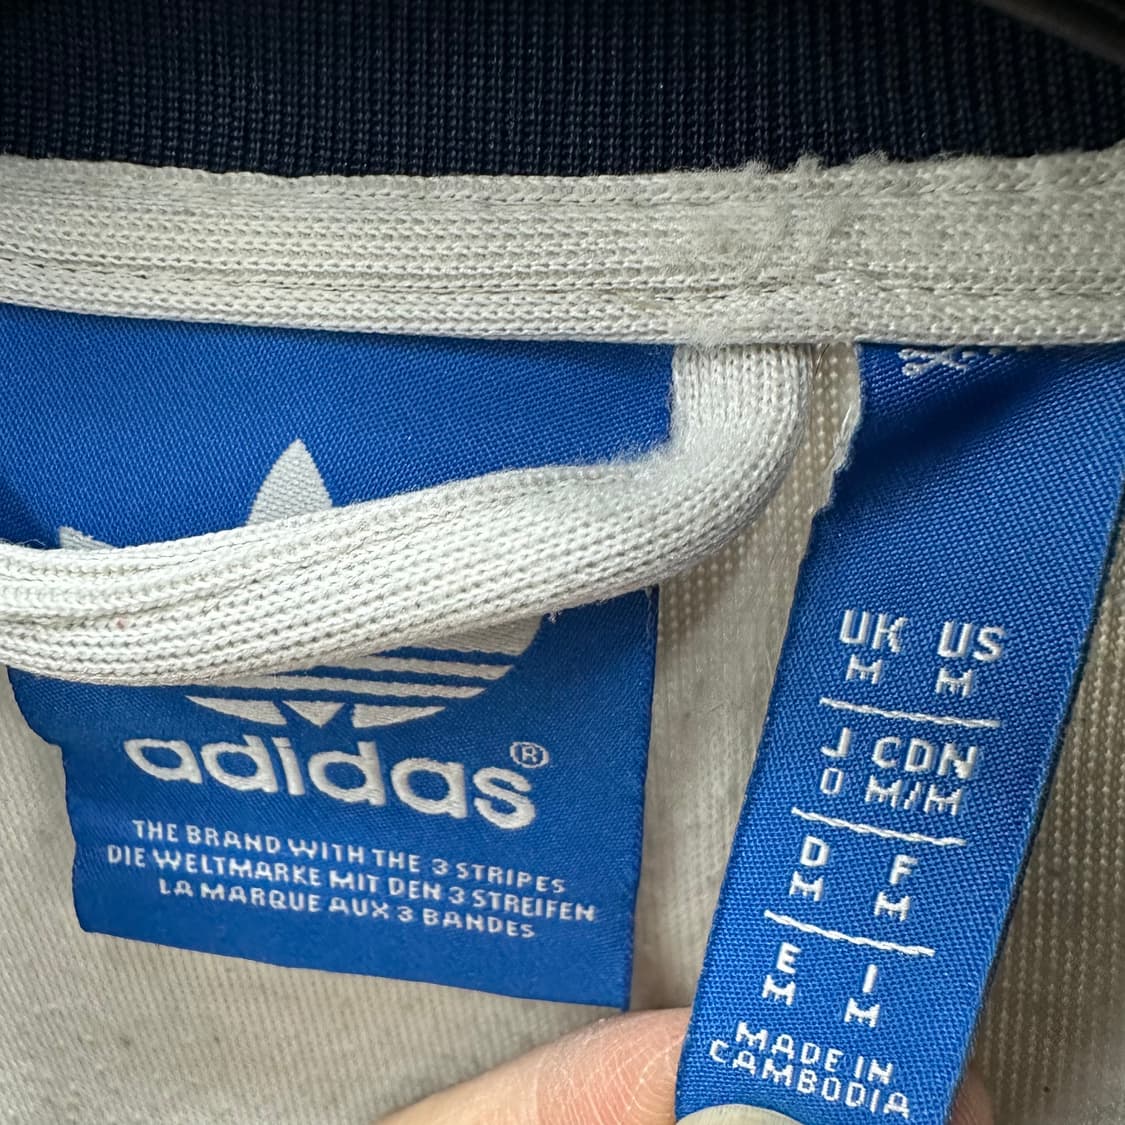 adidas®
THE BRAND WITH THE 3 STRIPES
DIE WELTMARKE MIT DEN 3 STREIFEN
LA MARQUE AUX 3 BANDES
UK US
M M
J CDN
O M/M
D F
M M
E I
M M
MADE IN
CAMBODIA